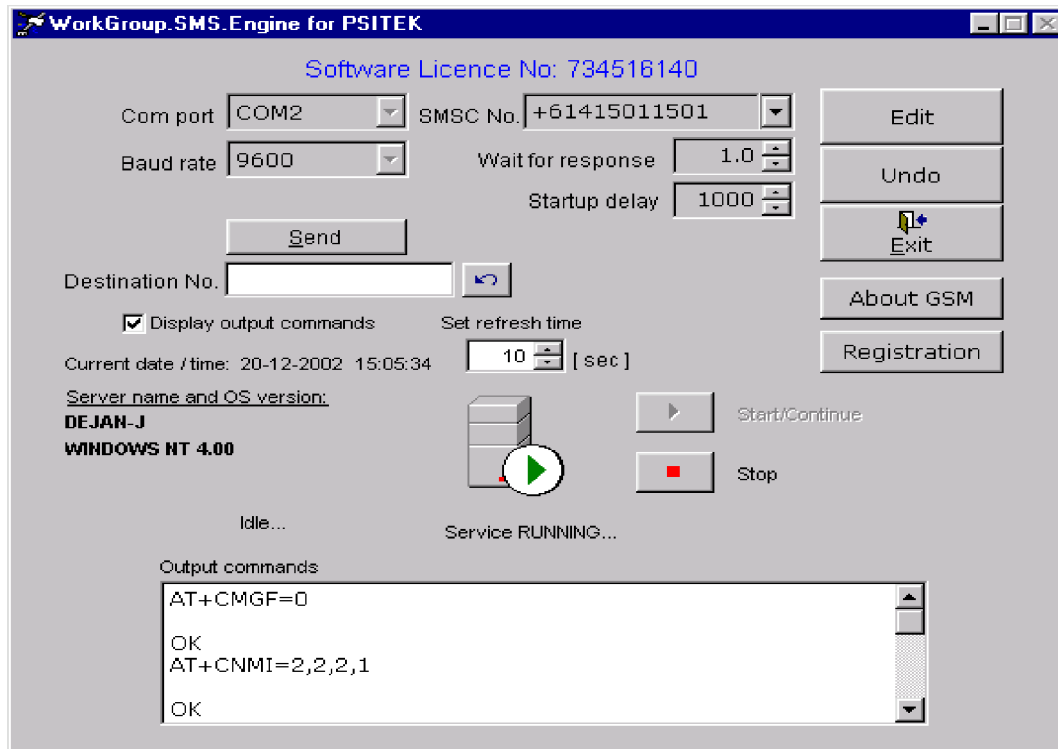 WorkGroup.SMS.Engine for PSITEK
Software Licence No: 734516140
Com port COM2 SMSC No. +61415011501 Edit
Baud rate 9600 Wait for response 1.0 Undo
Startup delay 1000
Send Exit
Destination No.
About GSM
Display output commands Set refresh time
Registration
Current date / time: 20-12-2002 15:05:34 10 [ sec ]
Server name and OS version:
DEJAN-J Start/Continue
WINDOWS NT 4.00
Stop
Idle...
Service RUNNING...
Output commands
AT+CMGF=0
OK
AT+CNMI=2,2,2,1
OK